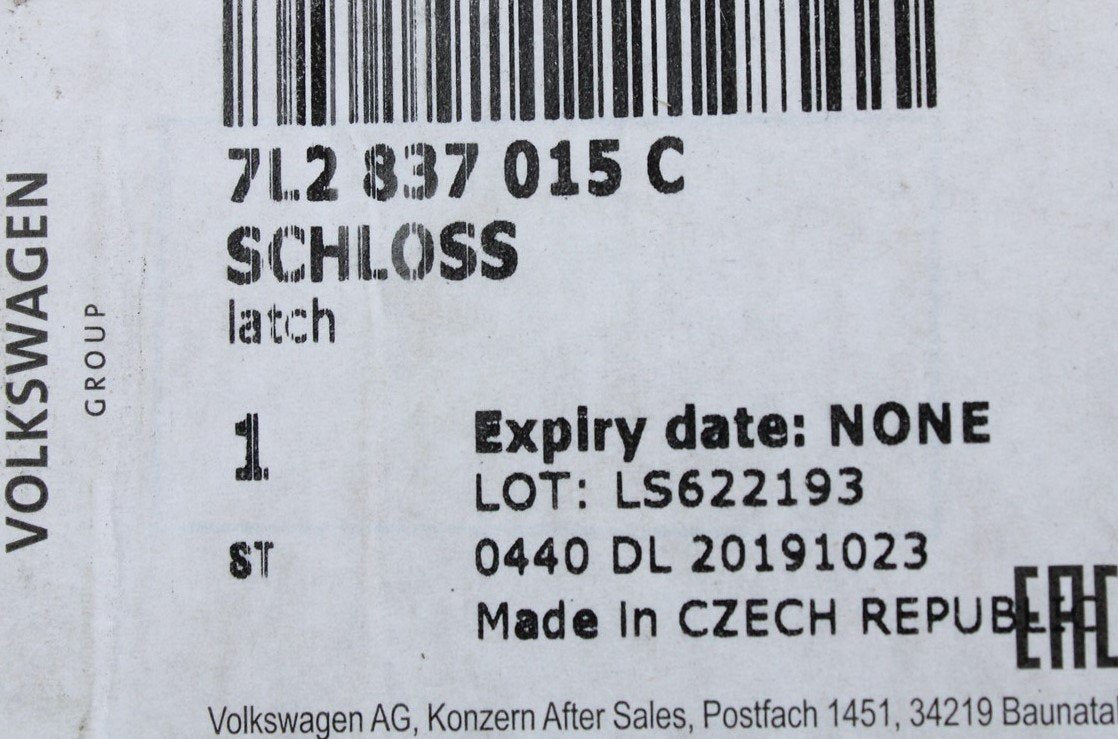 VOLKSWAGEN
GROUP
7L2 837 015 C
SCHLOSS
latch
1
Expiry date: NONE
LOT: LS622193
ST
0440 DL 20191023
Made in CZECH REPUBLIC
EAC
Volkswagen AG, Konzern After Sales, Postfach 1451, 34219 Baunatal